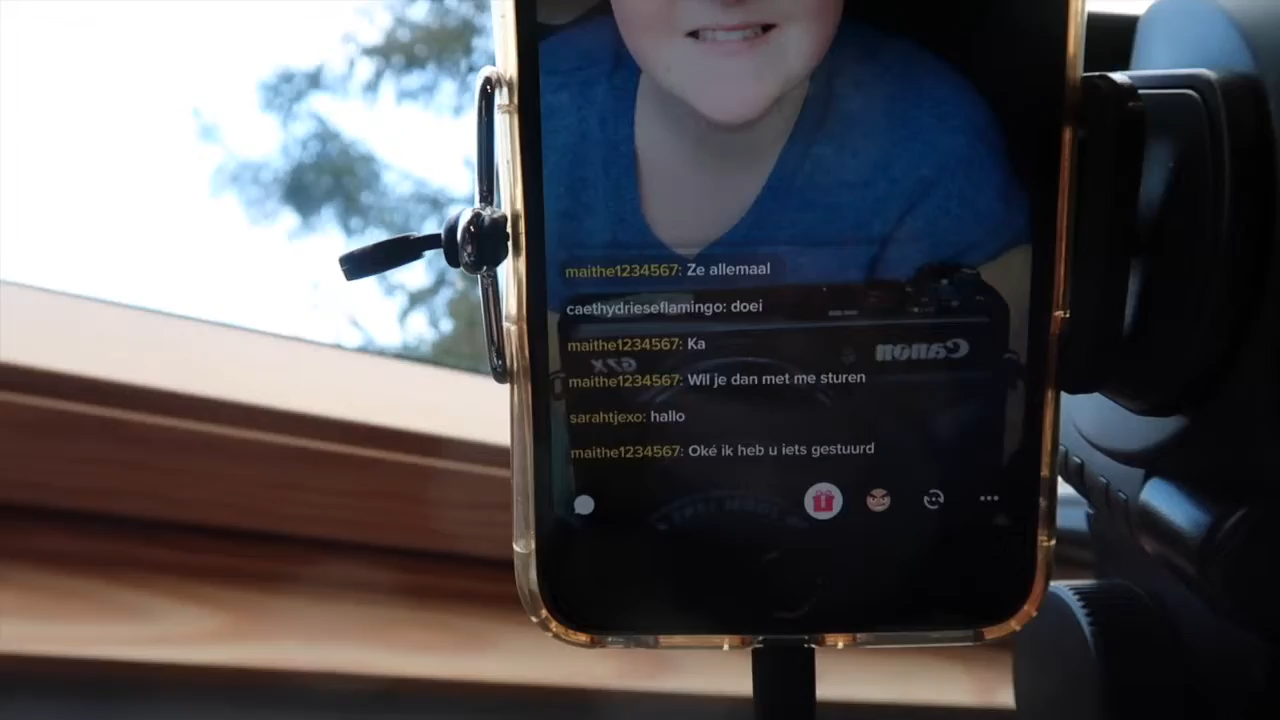 maithe1234567: Ze allemaal
caethydrieseflamingo: doei
maithe1234567: Ka
Canon
G7X
maithe1234567: Wil je dan met me sturen
sarahtjexo: hallo
maithe1234567: Oké ik heb u iets gestuurd